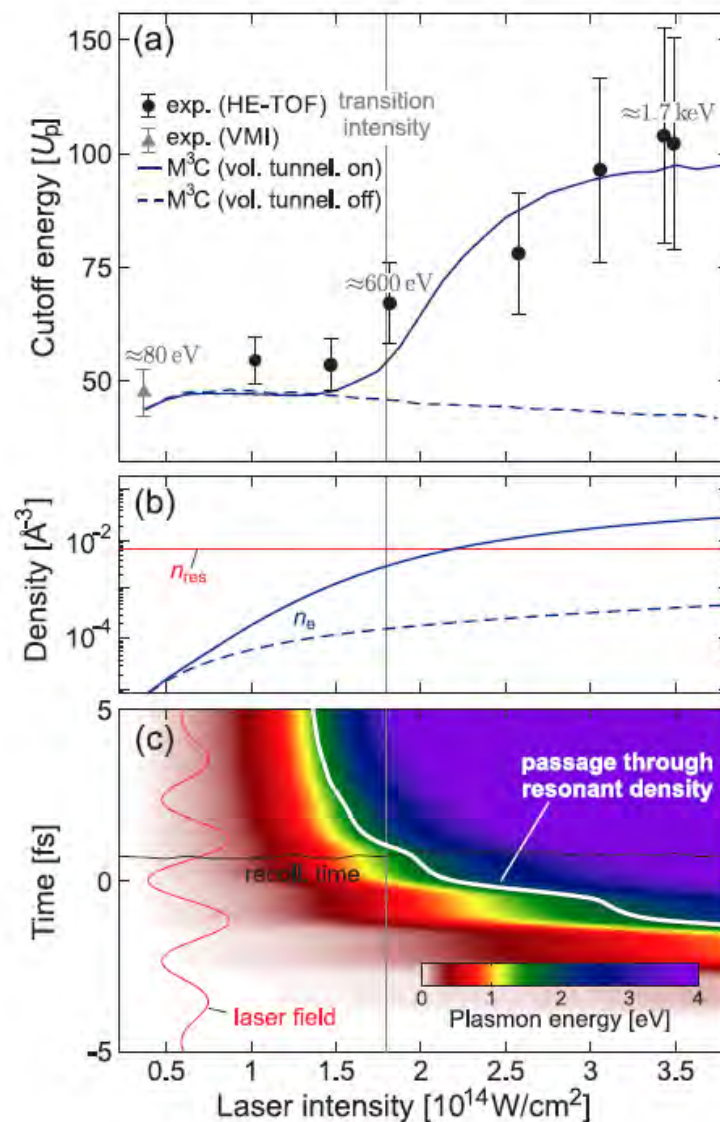 (a)
150
100
75
50
Cutoff energy [Up]
exp. (HE-TOF)
exp. (VMI)
M³C (vol. tunnel. on)
M³C (vol. tunnel. off)
transition
intensity
≈1.7 keV
≈600 eV
≈80 eV
(b)
10⁻²
10⁻⁴
Density [Å⁻³]
nres
ne
(c)
5
0
-5
Time [fs]
passage through
resonant density
recoll. time
laser field
0 1 2 3 4
Plasmon energy [eV]
0.5 1 1.5 2 2.5 3 3.5
Laser intensity [10¹⁴W/cm²]